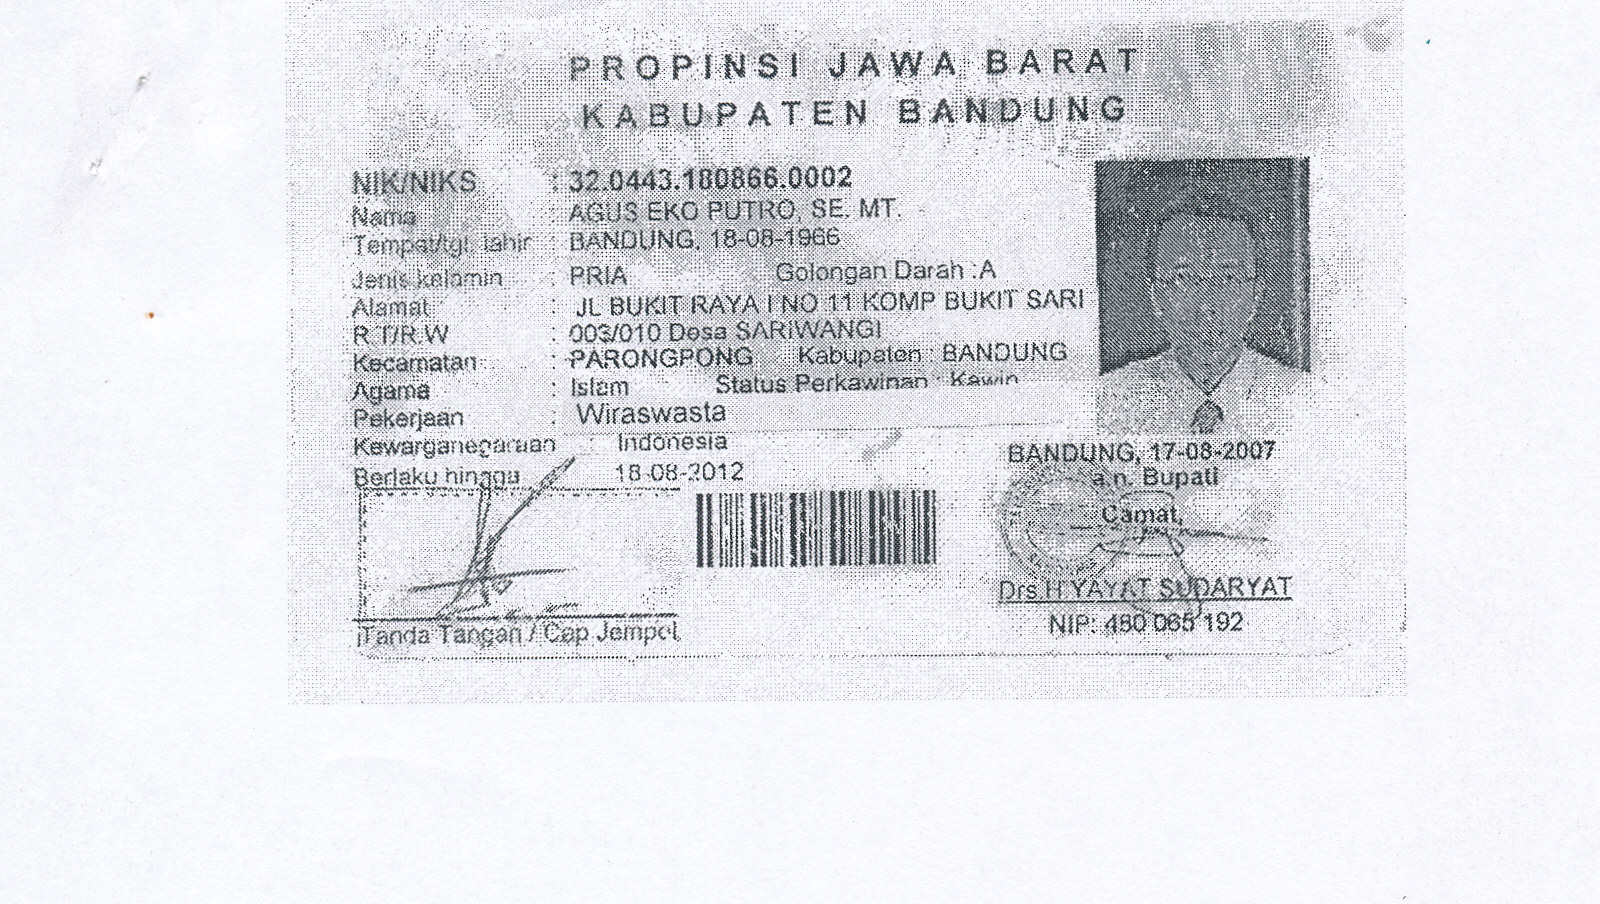 PROPINSI JAWA BARAT
KABUPATEN BANDUNG
NIK/NIKS : 32.0443.180866.0002
Nama : AGUS EKO PUTRO, SE. MT.
Tempat/tgl. lahir : BANDUNG, 18-08-1966
Jenis kelamin : PRIA Golongan Darah :A
Alamat : JL BUKIT RAYA I NO 11 KOMP BUKIT SARI
R.T/R.W : 003/010 Desa SARIWANGI
Kecamatan : PARONGPONG Kabupaten : BANDUNG
Agama : Islam Status Perkawinan : Kawin
Pekerjaan : Wiraswasta
Kewarganegaraan : Indonesia
Berlaku hingga 18-08-2012
BANDUNG, 17-08-2007
a.n. Bupati
Camat,
Drs H YAYAT SUDARYAT
NIP: 480 065 192
Tanda Tangan / Cap Jempol